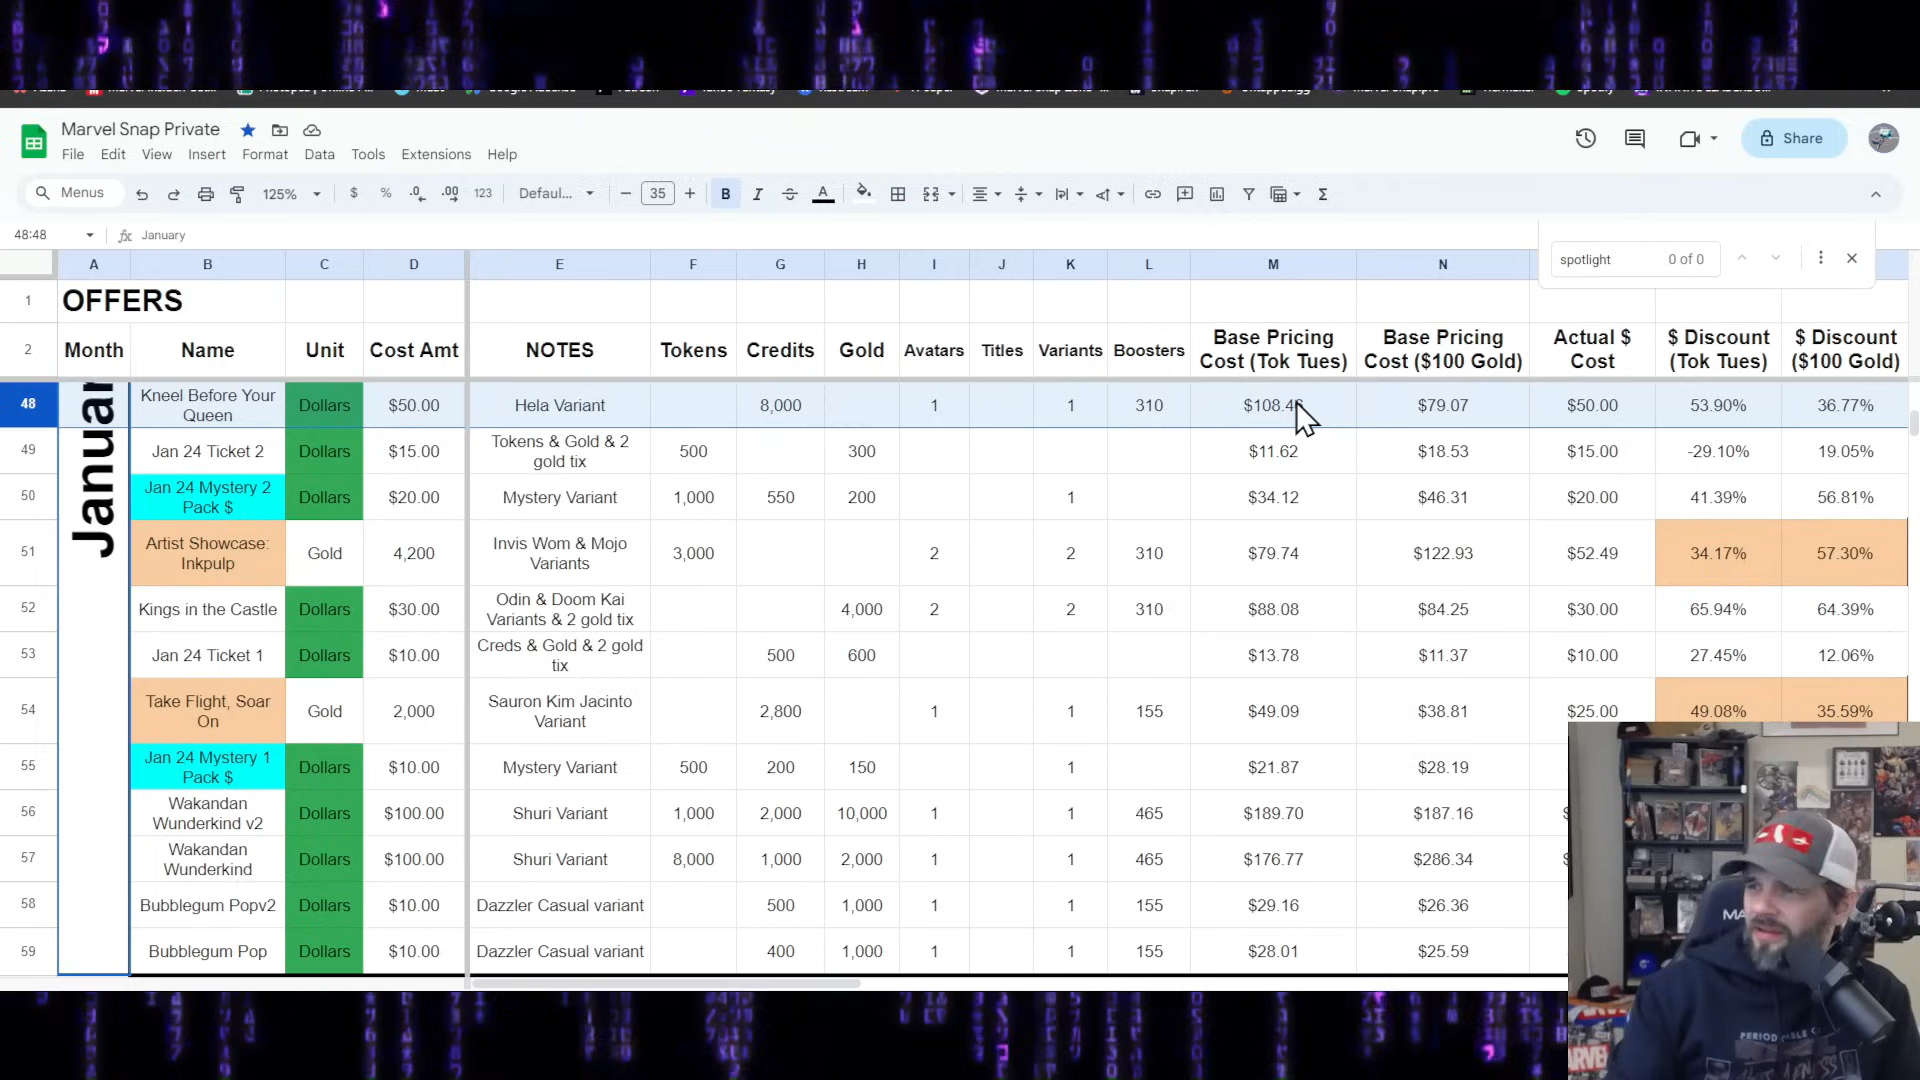 Marvel Snap Private
File Edit View Insert Format Data Tools Extensions Help
Share
Menus 125% $ % .0 .00 123 Defaul... 35 B I A
48:48 fx January
spotlight 0 of 0
A B C D E F G H I J K L M N
1 OFFERS
2 Month Name Unit Cost Amt NOTES Tokens Credits Gold Avatars Titles Variants Boosters Base Pricing Cost (Tok Tues) Base Pricing Cost ($100 Gold) Actual $ Cost $ Discount (Tok Tues) $ Discount ($100 Gold)
48 Kneel Before Your Queen Dollars $50.00 Hela Variant 8,000 1 1 310 $79.07 $50.00 53.90% 36.77%
49 Jan 24 Ticket 2 Dollars $15.00 Tokens & Gold & 2 gold tix 500 300 $11.62 $18.53 $15.00 -29.10% 19.05%
50 Jan 24 Mystery 2 Pack $ Dollars $20.00 Mystery Variant 1,000 550 200 1 $34.12 $46.31 $20.00 41.39% 56.81%
51 Artist Showcase: Inkpulp Gold 4,200 Invis Wom & Mojo Variants 3,000 2 2 310 $79.74 $122.93 $52.49 34.17% 57.30%
52 Kings in the Castle Dollars $30.00 Odin & Doom Kai Variants & 2 gold tix 4,000 2 2 310 $88.08 $84.25 $30.00 65.94% 64.39%
53 Jan 24 Ticket 1 Dollars $10.00 Creds & Gold & 2 gold tix 500 600 $13.78 $11.37 $10.00 27.45% 12.06%
54 Take Flight, Soar On Gold 2,000 Sauron Kim Jacinto Variant 2,800 1 1 155 $49.09 $38.81 $25.00 49.08% 35.59%
55 Jan 24 Mystery 1 Pack $ Dollars $10.00 Mystery Variant 500 200 150 1 $21.87 $28.19
56 Wakandan Wunderkind v2 Dollars $100.00 Shuri Variant 1,000 2,000 10,000 1 1 465 $189.70 $187.16
57 Wakandan Wunderkind Dollars $100.00 Shuri Variant 8,000 1,000 2,000 1 1 465 $176.77 $286.34
58 Bubblegum Popv2 Dollars $10.00 Dazzler Casual variant 500 1,000 1 1 155 $29.16 $26.36
59 Bubblegum Pop Dollars $10.00 Dazzler Casual variant 400 1,000 1 1 155 $28.01 $25.59
Januar